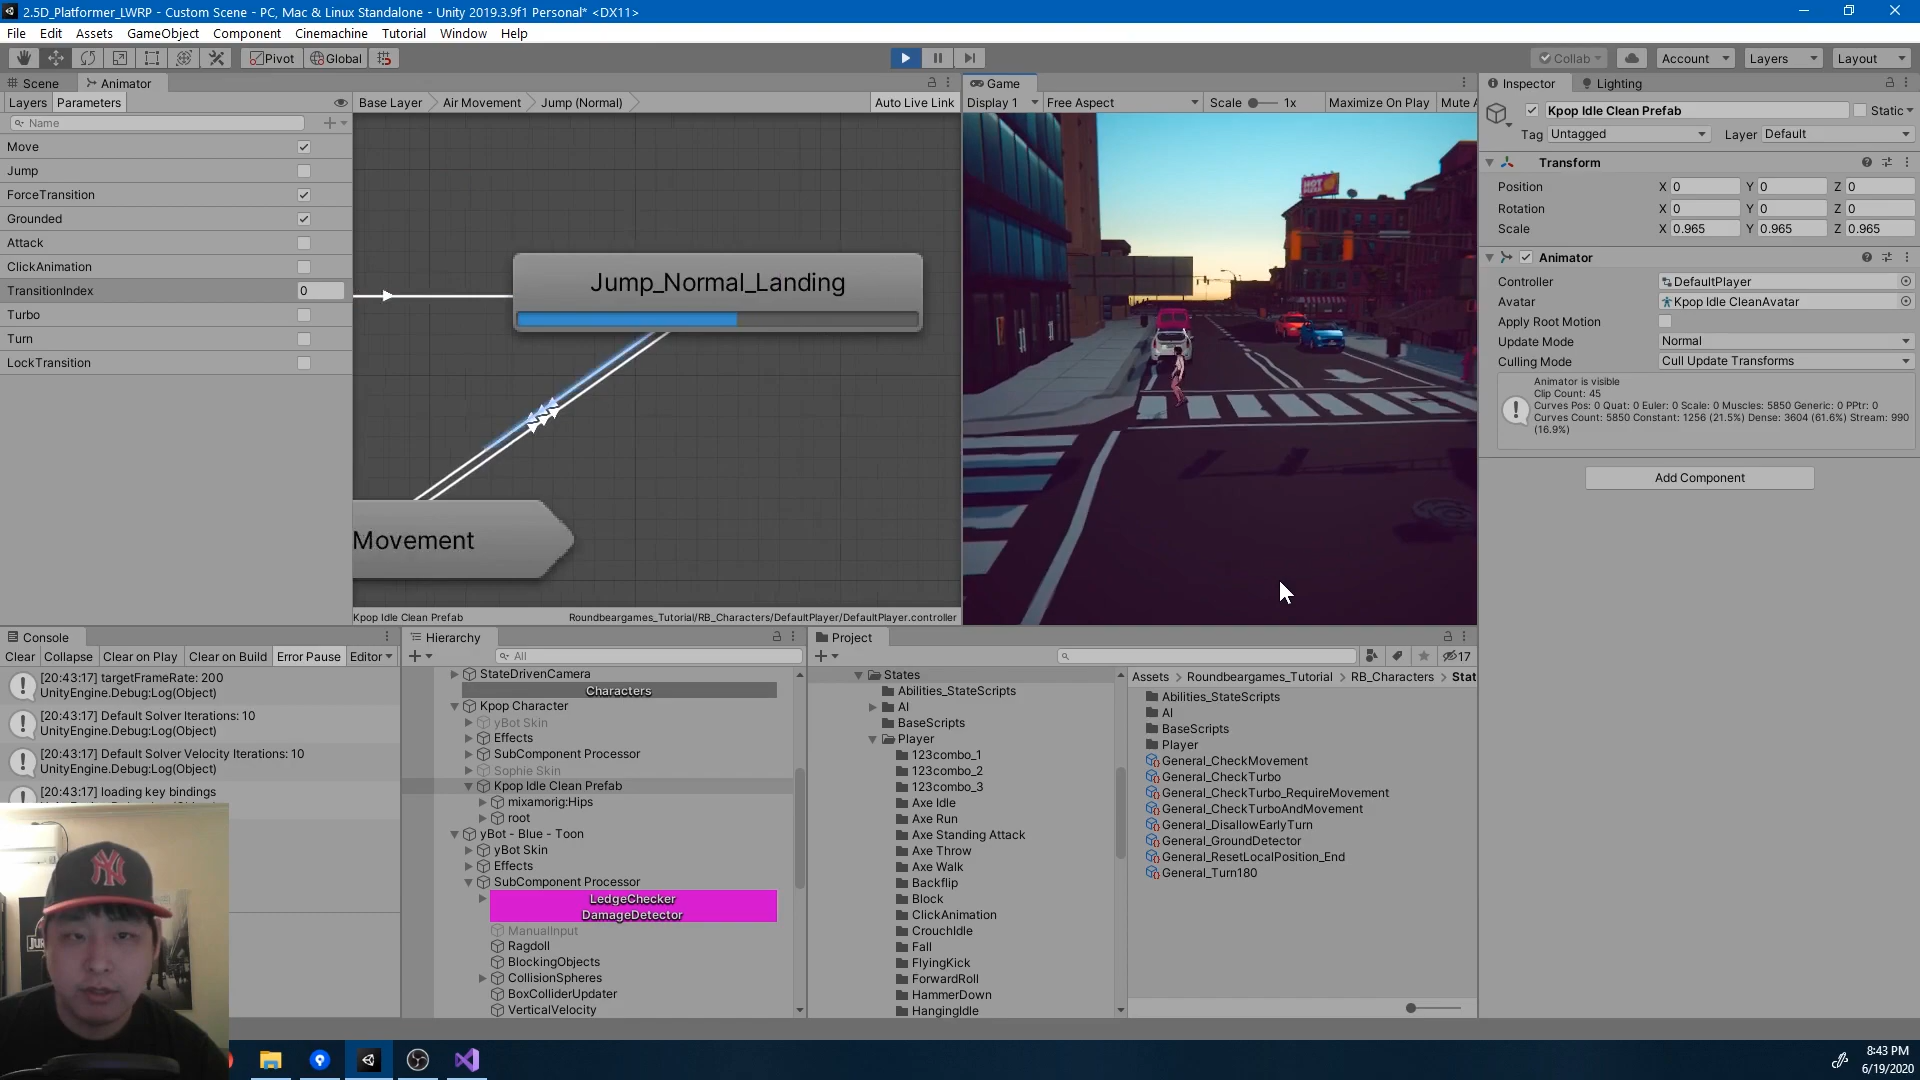 2.5D_Platformer_LWRP - Custom Scene - PC, Mac & Linux Standalone - Unity 2019.3.9f1 Personal* <DX11>
File Edit Assets GameObject Component Cinemachine Tutorial Window Help
Pivot Global Collab Account Layers Layout
Scene Animator
Layers Parameters
Name
Move
Jump
ForceTransition
Grounded
Attack
ClickAnimation
TransitionIndex 0
Turbo
Turn
LockTransition
Base Layer Air Movement Jump (Normal) Auto Live Link
Jump_Normal_Landing
Movement
Kpop Idle Clean Prefab Roundbeargames_Tutorial/RB_Characters/DefaultPlayer/DefaultPlayer.controller
Game
Display 1 Free Aspect Scale 1x Maximize On Play Mute A
HOT
Inspector Lighting
Kpop Idle Clean Prefab Static
Tag Untagged Layer Default
Transform
Position X 0 Y 0 Z 0
Rotation X 0 Y 0 Z 0
Scale X 0.965 Y 0.965 Z 0.965
Animator
Controller DefaultPlayer
Avatar Kpop Idle CleanAvatar
Apply Root Motion
Update Mode Normal
Culling Mode Cull Update Transforms
Animator is visible
Clip Count: 45
Curves Pos: 0 Quat: 0 Euler: 0 Scale: 0 Muscles: 5850 Generic: 0 PPtr: 0
Curves Count: 5850 Constant: 1256 (21.5%) Dense: 3604 (61.6%) Stream: 990
(16.9%)
Add Component
Console
Clear Collapse Clear on Play Clear on Build Error Pause Editor
[20:43:17] targetFrameRate: 200
UnityEngine.Debug:Log(Object)
[20:43:17] Default Solver Iterations: 10
UnityEngine.Debug:Log(Object)
[20:43:17] Default Solver Velocity Iterations: 10
UnityEngine.Debug:Log(Object)
[20:43:17] loading key bindings
UnityEngine.Debug:Log(Object)
Hierarchy
All
StateDrivenCamera
Characters
Kpop Character
yBot Skin
Effects
SubComponent Processor
Sophie Skin
Kpop Idle Clean Prefab
mixamorig:Hips
root
yBot - Blue - Toon
yBot Skin
Effects
SubComponent Processor
LedgeChecker
DamageDetector
ManualInput
Ragdoll
BlockingObjects
CollisionSpheres
BoxColliderUpdater
VerticalVelocity
Project
17
States
Abilities_StateScripts
AI
BaseScripts
Player
123combo_1
123combo_2
123combo_3
Axe Idle
Axe Run
Axe Standing Attack
Axe Throw
Axe Walk
Backflip
Block
ClickAnimation
CrouchIdle
Fall
FlyingKick
ForwardRoll
HammerDown
HangingIdle
Assets Roundbeargames_Tutorial RB_Characters Stat
Abilities_StateScripts
AI
BaseScripts
Player
General_CheckMovement
General_CheckTurbo
General_CheckTurbo_RequireMovement
General_CheckTurboAndMovement
General_DisallowEarlyTurn
General_GroundDetector
General_ResetLocalPosition_End
General_Turn180
8:43 PM
6/19/2020